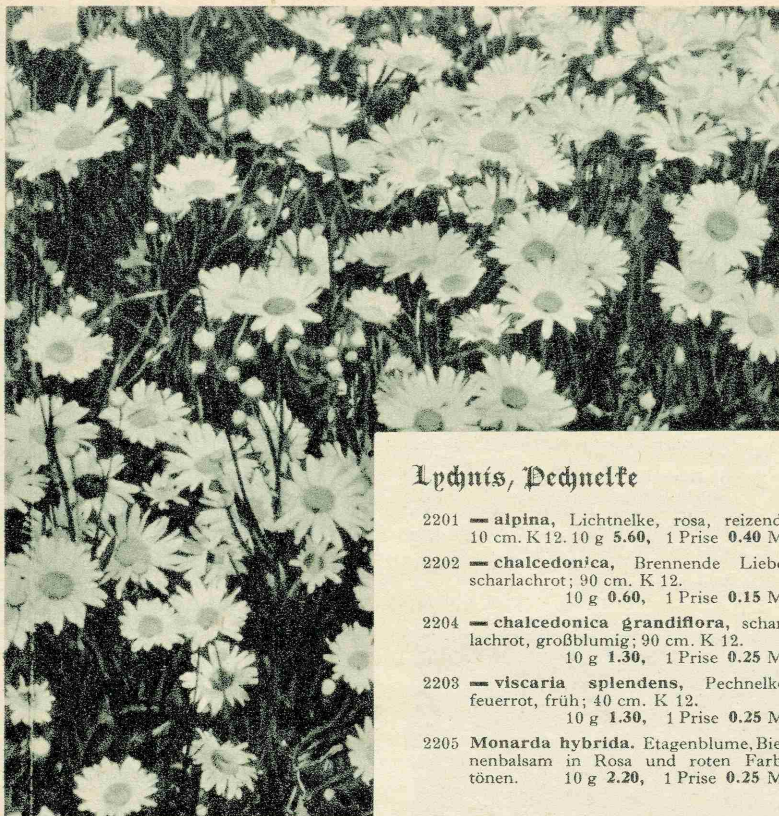 Lychnis, Pechnelke
2201 — alpina, Lichtnelke, rosa, reizend
10 cm. K 12. 10 g 5.60, 1 Prise 0.40 M
2202 — chalcedonica, Brennende Liebe
scharlachrot; 90 cm. K 12.
10 g 0.60, 1 Prise 0.15 M
2204 — chalcedonica grandiflora, schar
lachrot, großblumig; 90 cm. K 12.
10 g 1.30, 1 Prise 0.25 M
2203 — viscaria splendens, Pechnelke
feuerrot, früh; 40 cm. K 12.
10 g 1.30, 1 Prise 0.25 M
2205 Monarda hybrida. Etagenblume, Bie
nenbalsam in Rosa und roten Farb
tönen. 10 g 2.20, 1 Prise 0.25 M